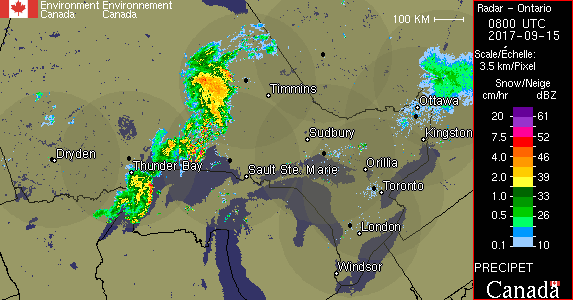 Environment Environnement
Canada Canada
100 KM
Timmins
Ottawa
Sudbury
Kingston
Dryden
Thunder Bay
Sault Ste. Marie
Orillia
Toronto
London
Windsor
Radar - Ontario
0800 UTC
2017-09-15
Scale/Échelle:
3.5 km/Pixel
Snow/Neige
cm/hr dBZ
20 61
7.5 52
4.0 46
2.0 39
1.0 33
0.5 26
0.1 10
PRECIPET
Canada